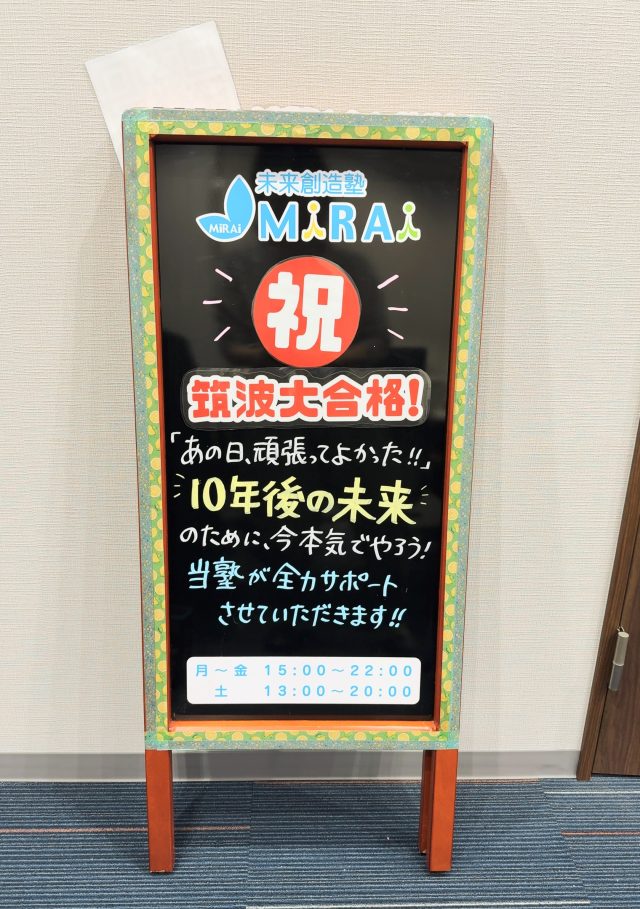 未来創造塾
MiRAi
MiRAi
祝
筑波大合格!
「あの日、頑張ってよかった!!」
10年後の未来
のために、今本気でやろう!
当塾が全力サポート
させていただきます!!
月~金 15:00~22:00
土 13:00~20:00